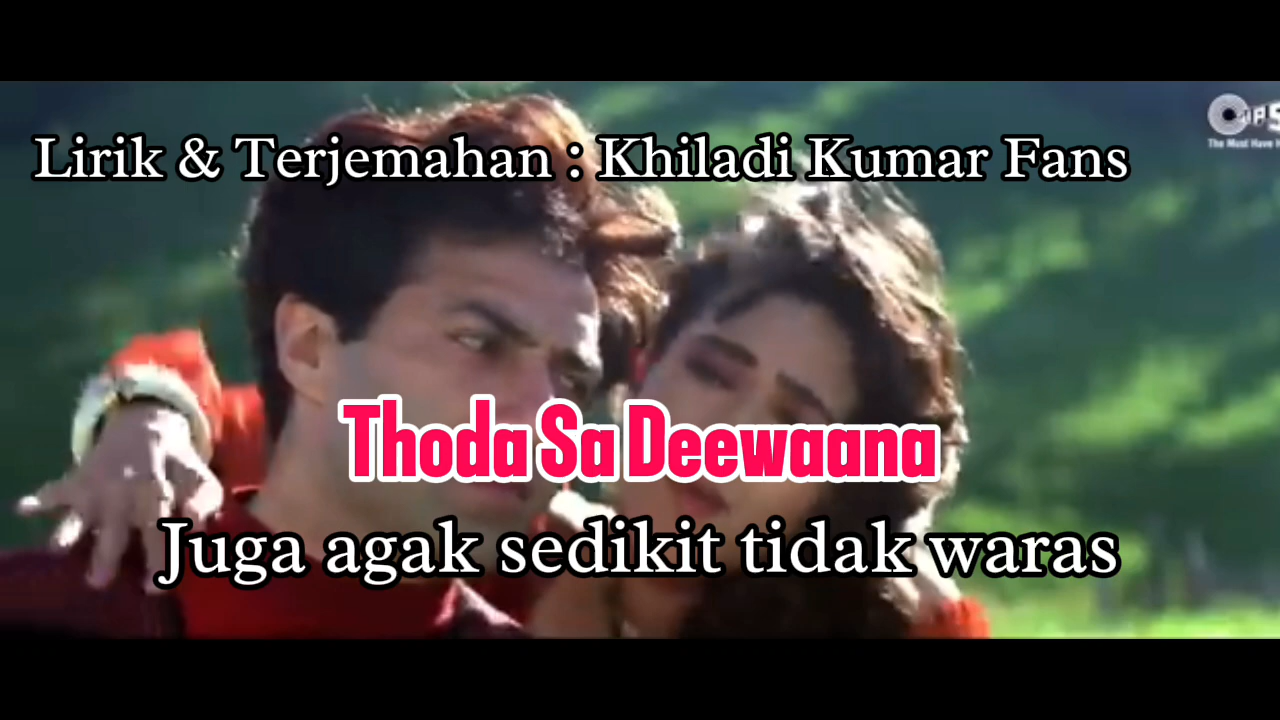 Lirik & Terjemahan : Khiladi Kumar Fans
Thoda Sa Deewaana
Juga agak sedikit tidak waras